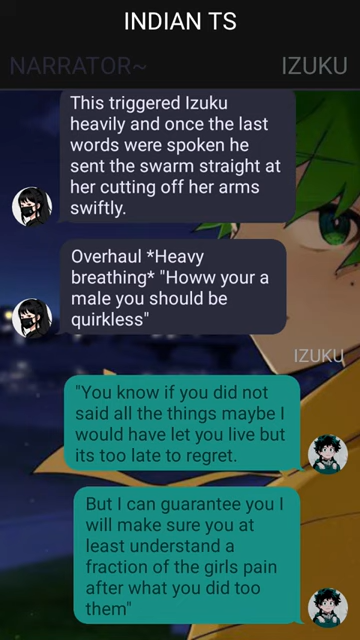 INDIAN TS
NARRATOR~ IZUKU
This triggered Izuku
heavily and once the last
words were spoken he
sent the swarm straight at
her cutting off her arms
swiftly.
Overhaul *Heavy
breathing* "Howw your a
male you should be
quirkless"
IZUKU
"You know if you did not
said all the things maybe I
would have let you live but
its too late to regret.
But I can guarantee you I
will make sure you at
least understand a
fraction of the girls pain
after what you did too
them"